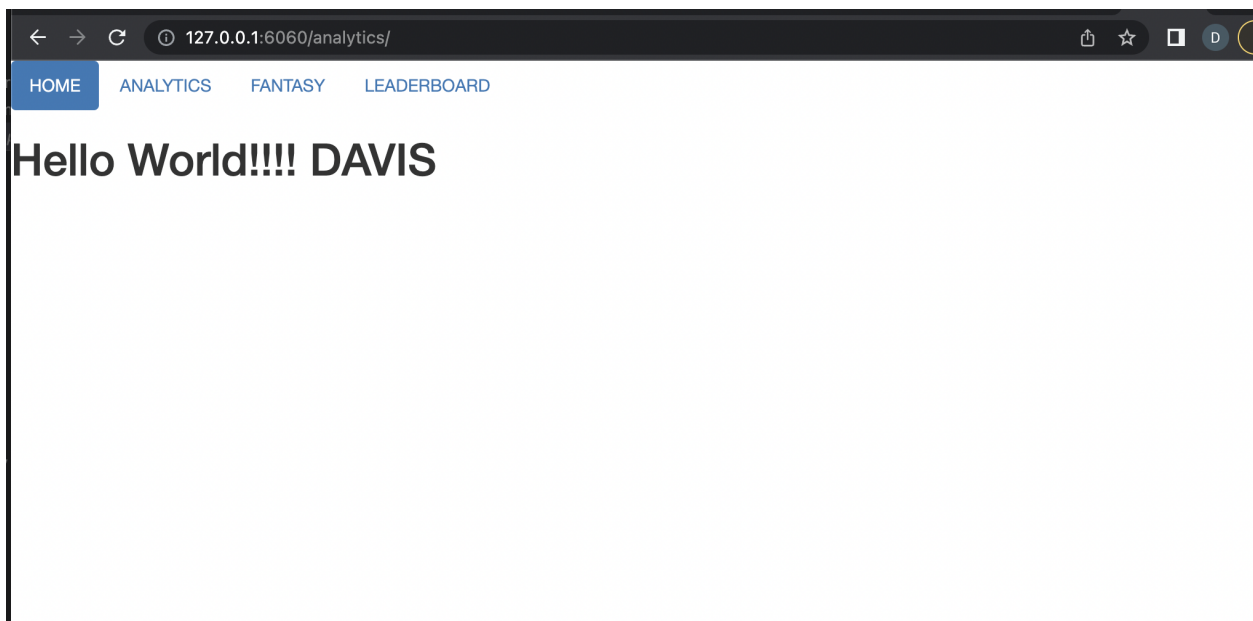 127.0.0.1:6060/analytics/
D
HOME ANALYTICS FANTASY LEADERBOARD
Hello World!!!! DAVIS